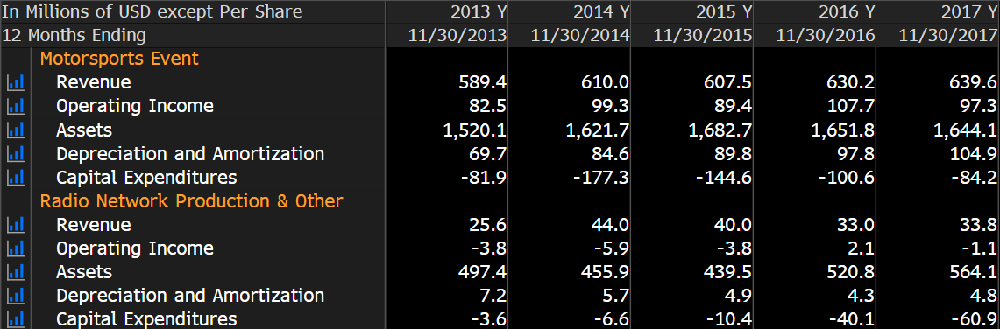 In Millions of USD except Per Share 2013 Y 2014 Y 2015 Y 2016 Y 2017 Y
12 Months Ending 11/30/2013 11/30/2014 11/30/2015 11/30/2016 11/30/2017
Motorsports Event
Revenue 589.4 610.0 607.5 630.2 639.6
Operating Income 82.5 99.3 89.4 107.7 97.3
Assets 1,520.1 1,621.7 1,682.7 1,651.8 1,644.1
Depreciation and Amortization 69.7 84.6 89.8 97.8 104.9
Capital Expenditures -81.9 -177.3 -144.6 -100.6 -84.2
Radio Network Production & Other
Revenue 25.6 44.0 40.0 33.0 33.8
Operating Income -3.8 -5.9 -3.8 2.1 -1.1
Assets 497.4 455.9 439.5 520.8 564.1
Depreciation and Amortization 7.2 5.7 4.9 4.3 4.8
Capital Expenditures -3.6 -6.6 -10.4 -40.1 -60.9